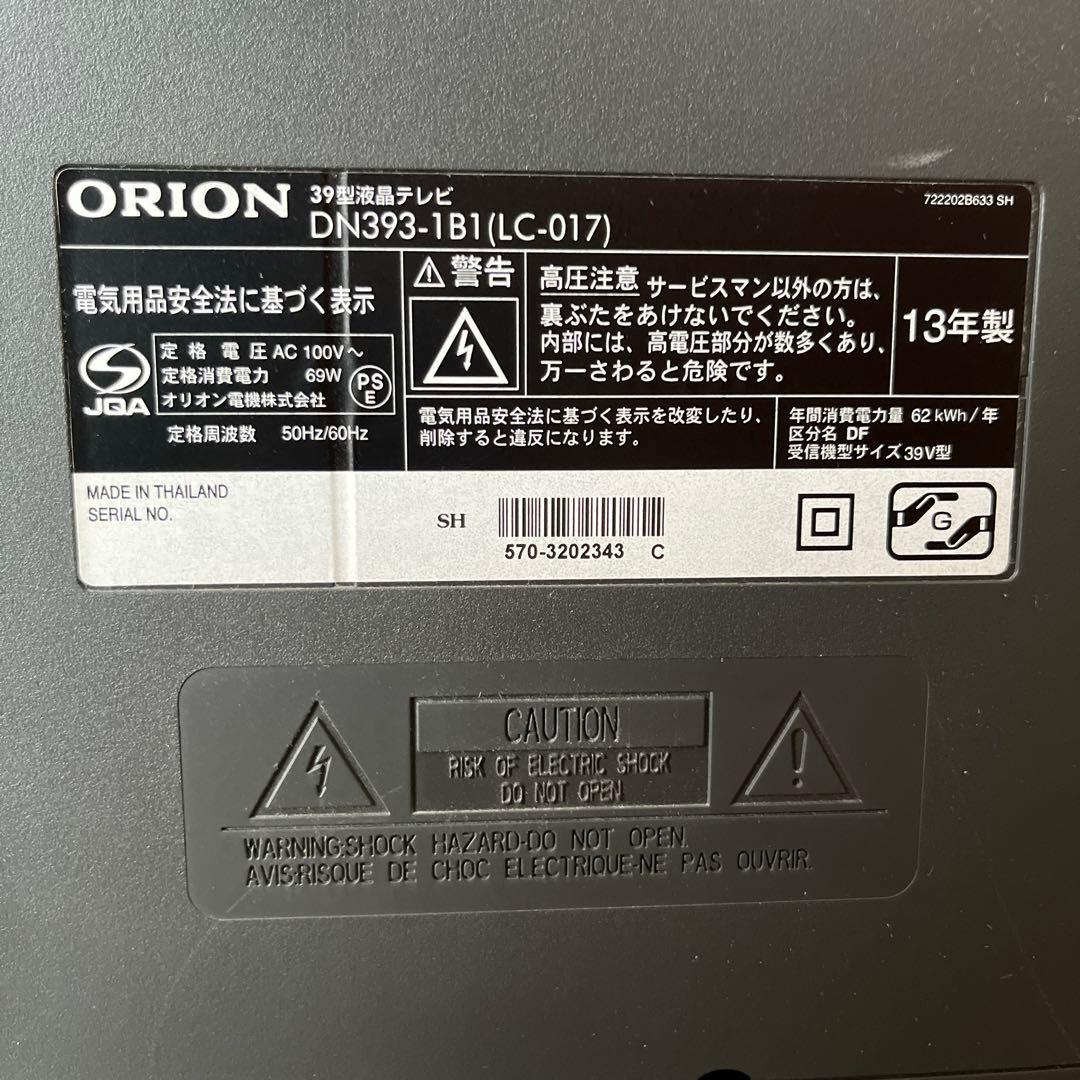 ORION
39型液晶テレビ
DN393-1B1(LC-017)
722202B633 SH
電気用品安全法に基づく表示
JQA
定格電圧 AC 100V～
定格消費電力 69W
オリオン電機株式会社
PS
E
定格周波数 50Hz/60Hz
⚠警告
高圧注意 サービスマン以外の方は、
裏ぶたをあけないでください。
内部には、高電圧部分が数多くあり、
万一さわると危険です。
13年製
電気用品安全法に基づく表示を改変したり、
削除すると違反になります。
年間消費電力量 62 kWh/年
区分名 DF
受信機型サイズ 39V型
MADE IN THAILAND
SERIAL NO.
SH
570-3202343 C
G
CAUTION
RISK OF ELECTRIC SHOCK
DO NOT OPEN
WARNING:SHOCK HAZARD-DO NOT OPEN.
AVIS:RISQUE DE CHOC ELECTRIQUE-NE PAS OUVRIR.